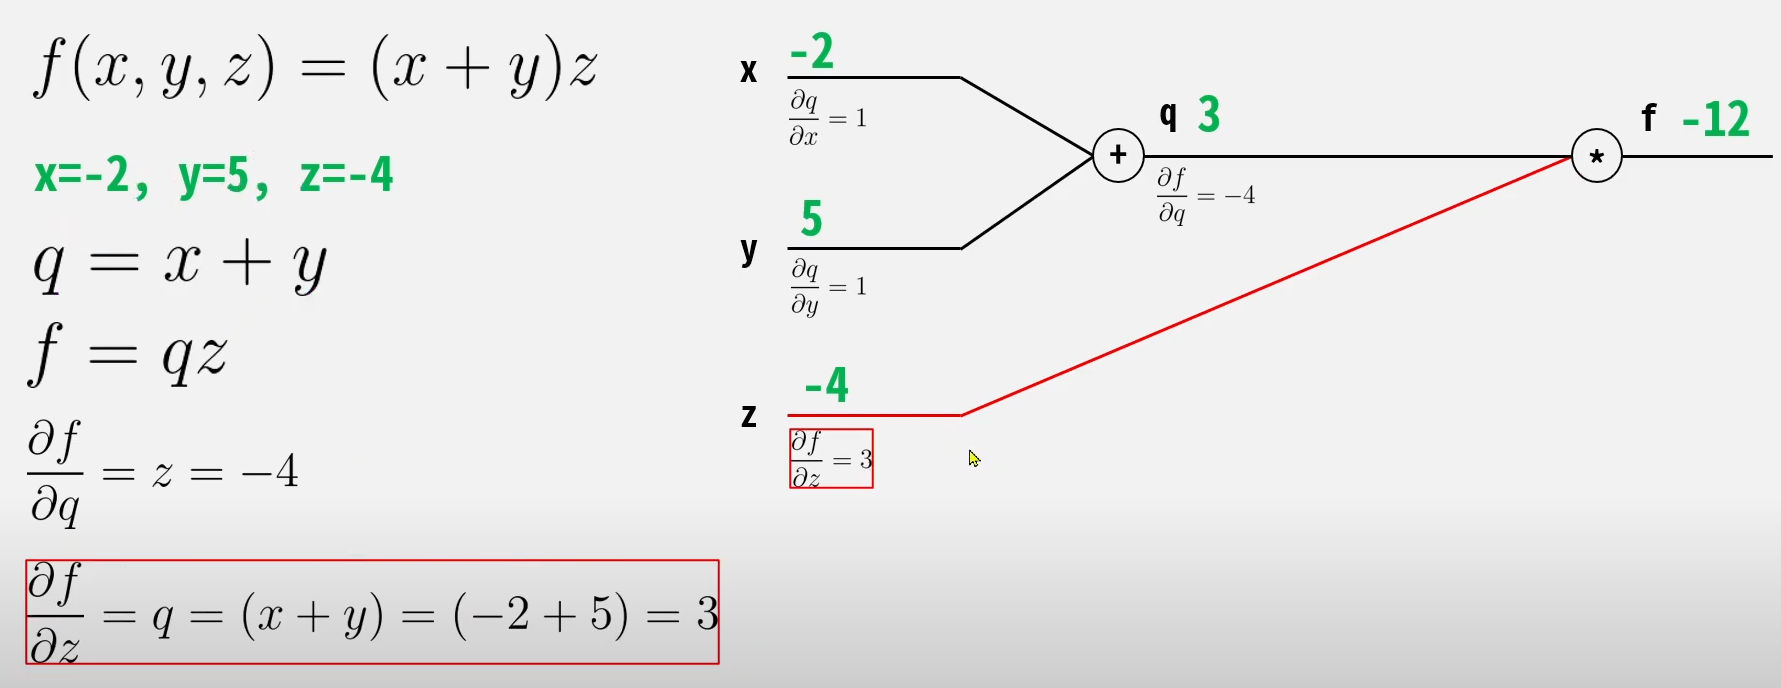 f(x, y, z) = (x + y)z
x=-2, y=5, z=-4
q = x + y
f = qz
∂f/∂q = z = −4
∂f/∂z = q = (x + y) = (−2 + 5) = 3
x -2
∂q/∂x = 1
y 5
∂q/∂y = 1
z -4
∂f/∂z = 3
+
q 3
∂f/∂q = −4
*
f -12